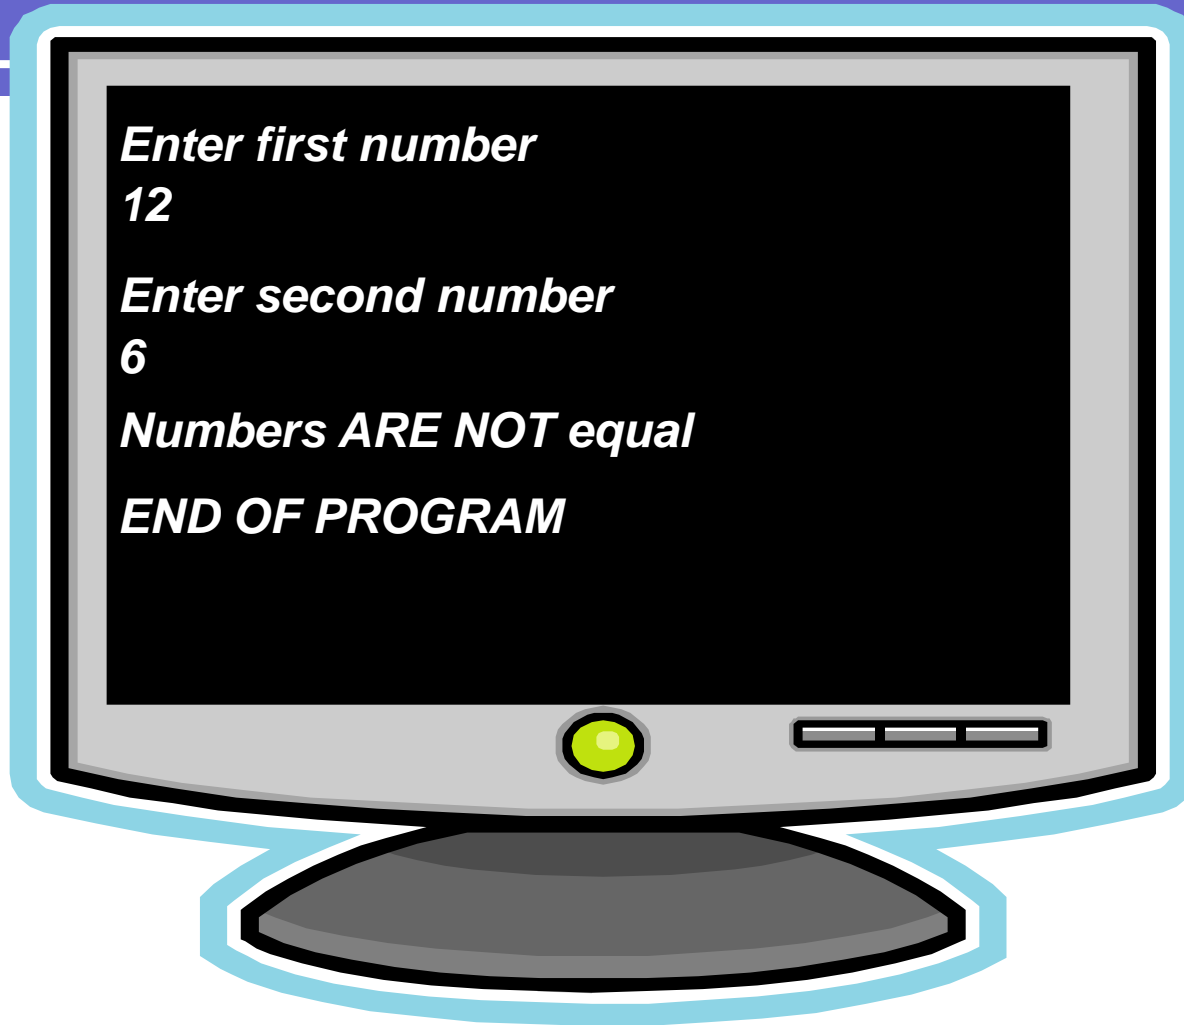 Enter first number
12
Enter second number
6
Numbers ARE NOT equal
END OF PROGRAM